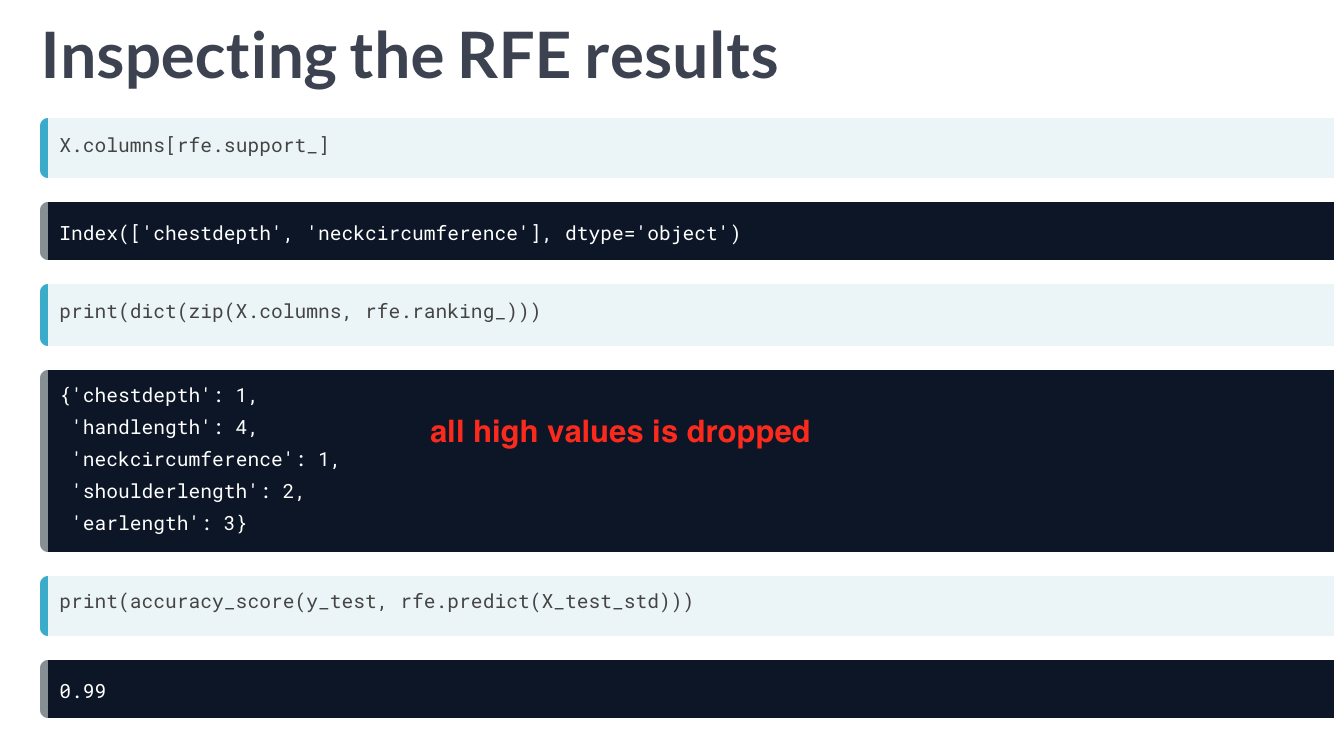 Inspecting the RFE results
X.columns[rfe.support_]
Index(['chestdepth', 'neckcircumference'], dtype='object')
print(dict(zip(X.columns, rfe.ranking_)))
{'chestdepth': 1,
'handlength': 4,
all high values is dropped
'neckcircumference': 1,
'shoulderlength': 2,
'earlength': 3}
print(accuracy_score(y_test, rfe.predict(X_test_std)))
0.99